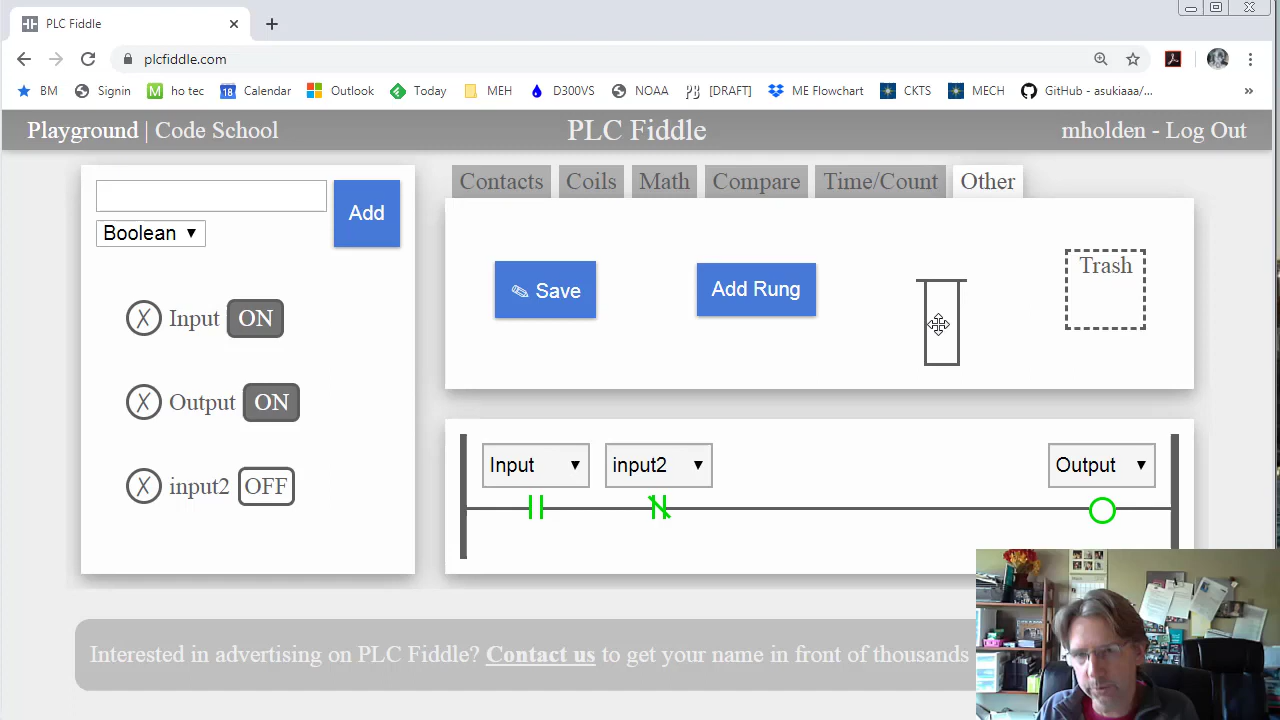 PLC Fiddle
plcfiddle.com
BM Signin ho tec Calendar Outlook Today MEH D300VS NOAA [DRAFT] ME Flowchart CKTS MECH GitHub - asukiaaa/... »
18
Playground | Code School PLC Fiddle mholden - Log Out
Add
Boolean
Contacts Coils Math Compare Time/Count Other
Save Add Rung Trash
X Input ON
X Output ON
X input2 OFF
Input input2 Output
Interested in advertising on PLC Fiddle? Contact us to get your name in front of thousands